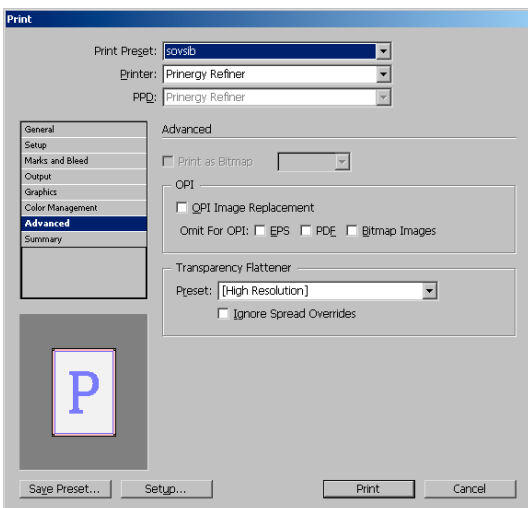 Print
Print Preset: sovsib
Printer: Prinergy Refiner
PPD: Prinergy Refiner
General
Setup
Marks and Bleed
Output
Graphics
Color Management
Advanced
Summary
Advanced
Print as Bitmap
OPI
OPI Image Replacement
Omit For OPI: EPS PDF Bitmap Images
Transparency Flattener
Preset: [High Resolution]
Ignore Spread Overrides
P
Save Preset... Setup... Print Cancel